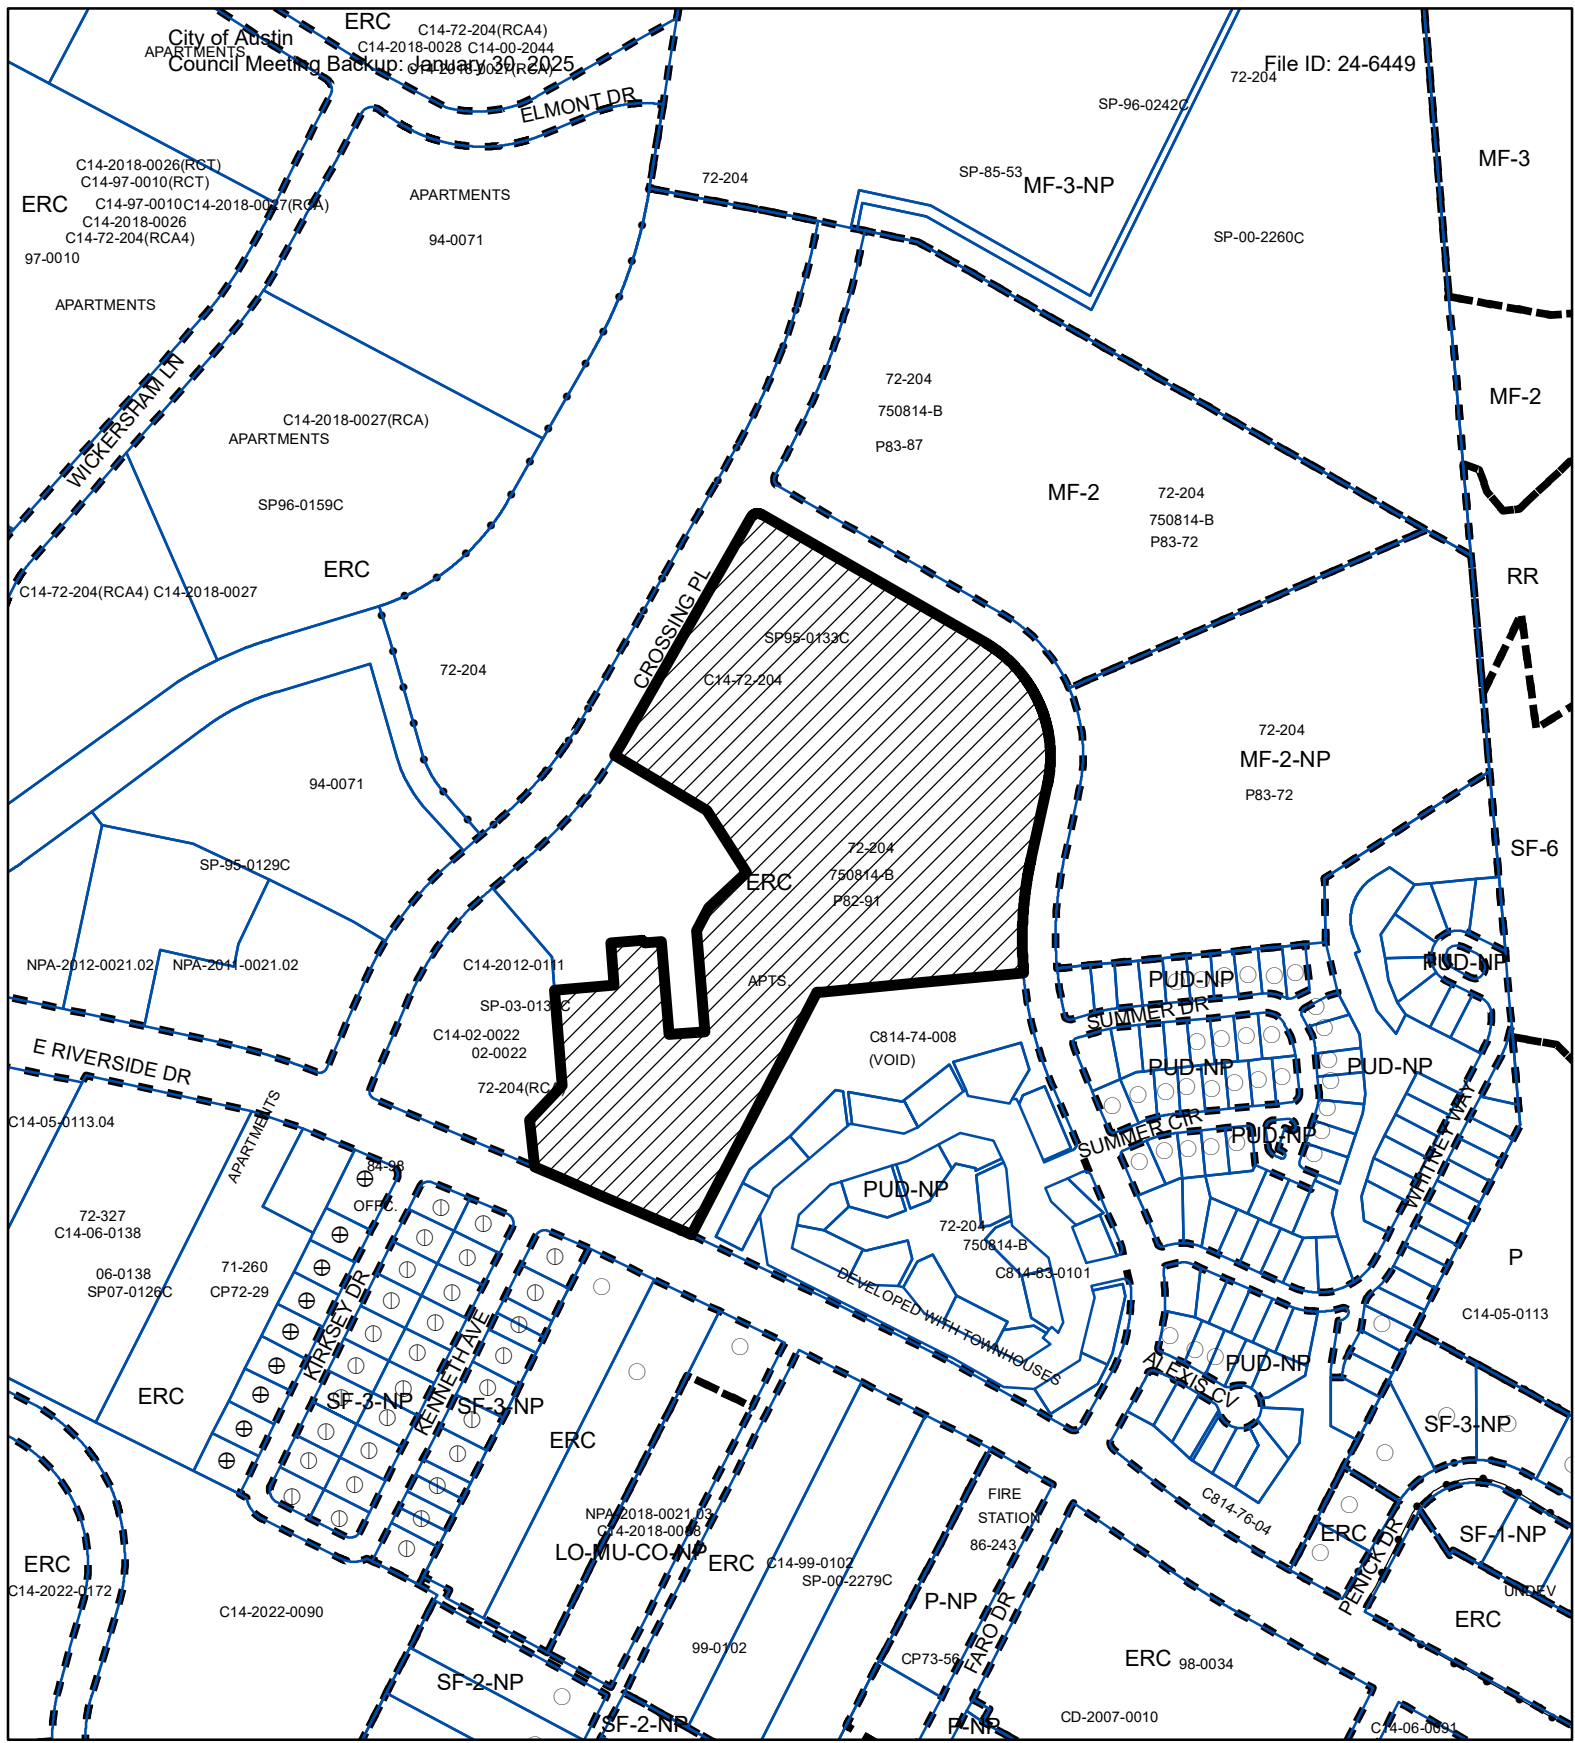 City of Austin
Council Meeting Backup: January 30, 2025
File ID: 24-6449
ERC
C14-72-204(RCA4)
C14-2018-0028 C14-00-2044
C14-2018-0027(RCA)
APARTMENTS
ELMONT DR
72-204
SP-96-0242C
MF-3
C14-2018-0026(RCT)
C14-97-0010(RCT)
ERC
C14-97-0010
C14-2018-0027(RCA)
C14-2018-0026
C14-72-204(RCA4)
97-0010
APARTMENTS
APARTMENTS
94-0071
72-204
SP-85-53
MF-3-NP
SP-00-2260C
WICKERSHAM LN
72-204
750814-B
P83-87
MF-2
C14-2018-0027(RCA)
APARTMENTS
SP96-0159C
MF-2
72-204
750814-B
P83-72
ERC
RR
C14-72-204(RCA4) C14-2018-0027
CROSSING PL
SP95-0133C
C14-72-204
72-204
72-204
MF-2-NP
P83-72
94-0071
SP-95-0129C
72-204
750814-B
ERC
P82-91
SF-6
NPA-2012-0021.02
NPA-2011-0021.02
C14-2012-0111
APTS.
PUD-NP
PUD-NP
C14-02-0022
02-0022
SUMMER DR
E RIVERSIDE DR
C814-74-008
(VOID)
PUD-NP
PUD-NP
C14-05-0113.04
APARTMENTS
SUMMER CIR
PUD-NP
WHITNEY WAY
84-98
OFFC.
PUD-NP
72-327
C14-06-0138
72-204
750814-B
06-0138
SP07-0126C
71-260
CP72-29
C814-83-0101
DEVELOPED WITH TOWNHOUSES
P
C14-05-0113
KIRKSEY DR
KENNETH AVE
ALEXIS CV
PUD-NP
ERC
SF-3-NP
SF-3-NP
ERC
SF-3-NP
FIRE
STATION
86-243
C814-76-04
NPA-2018-0021.03
LO-MU-CO-NP
ERC
C14-99-0102
SP-00-2279C
ERC
PENICK DR
SF-1-NP
UNDEV
ERC
C14-2022-0172
C14-2022-0090
P-NP
FARO DR
ERC
99-0102
CP73-56
ERC
98-0034
SF-2-NP
SF-2-NP
P-NP
CD-2007-0010
C14-06-0091